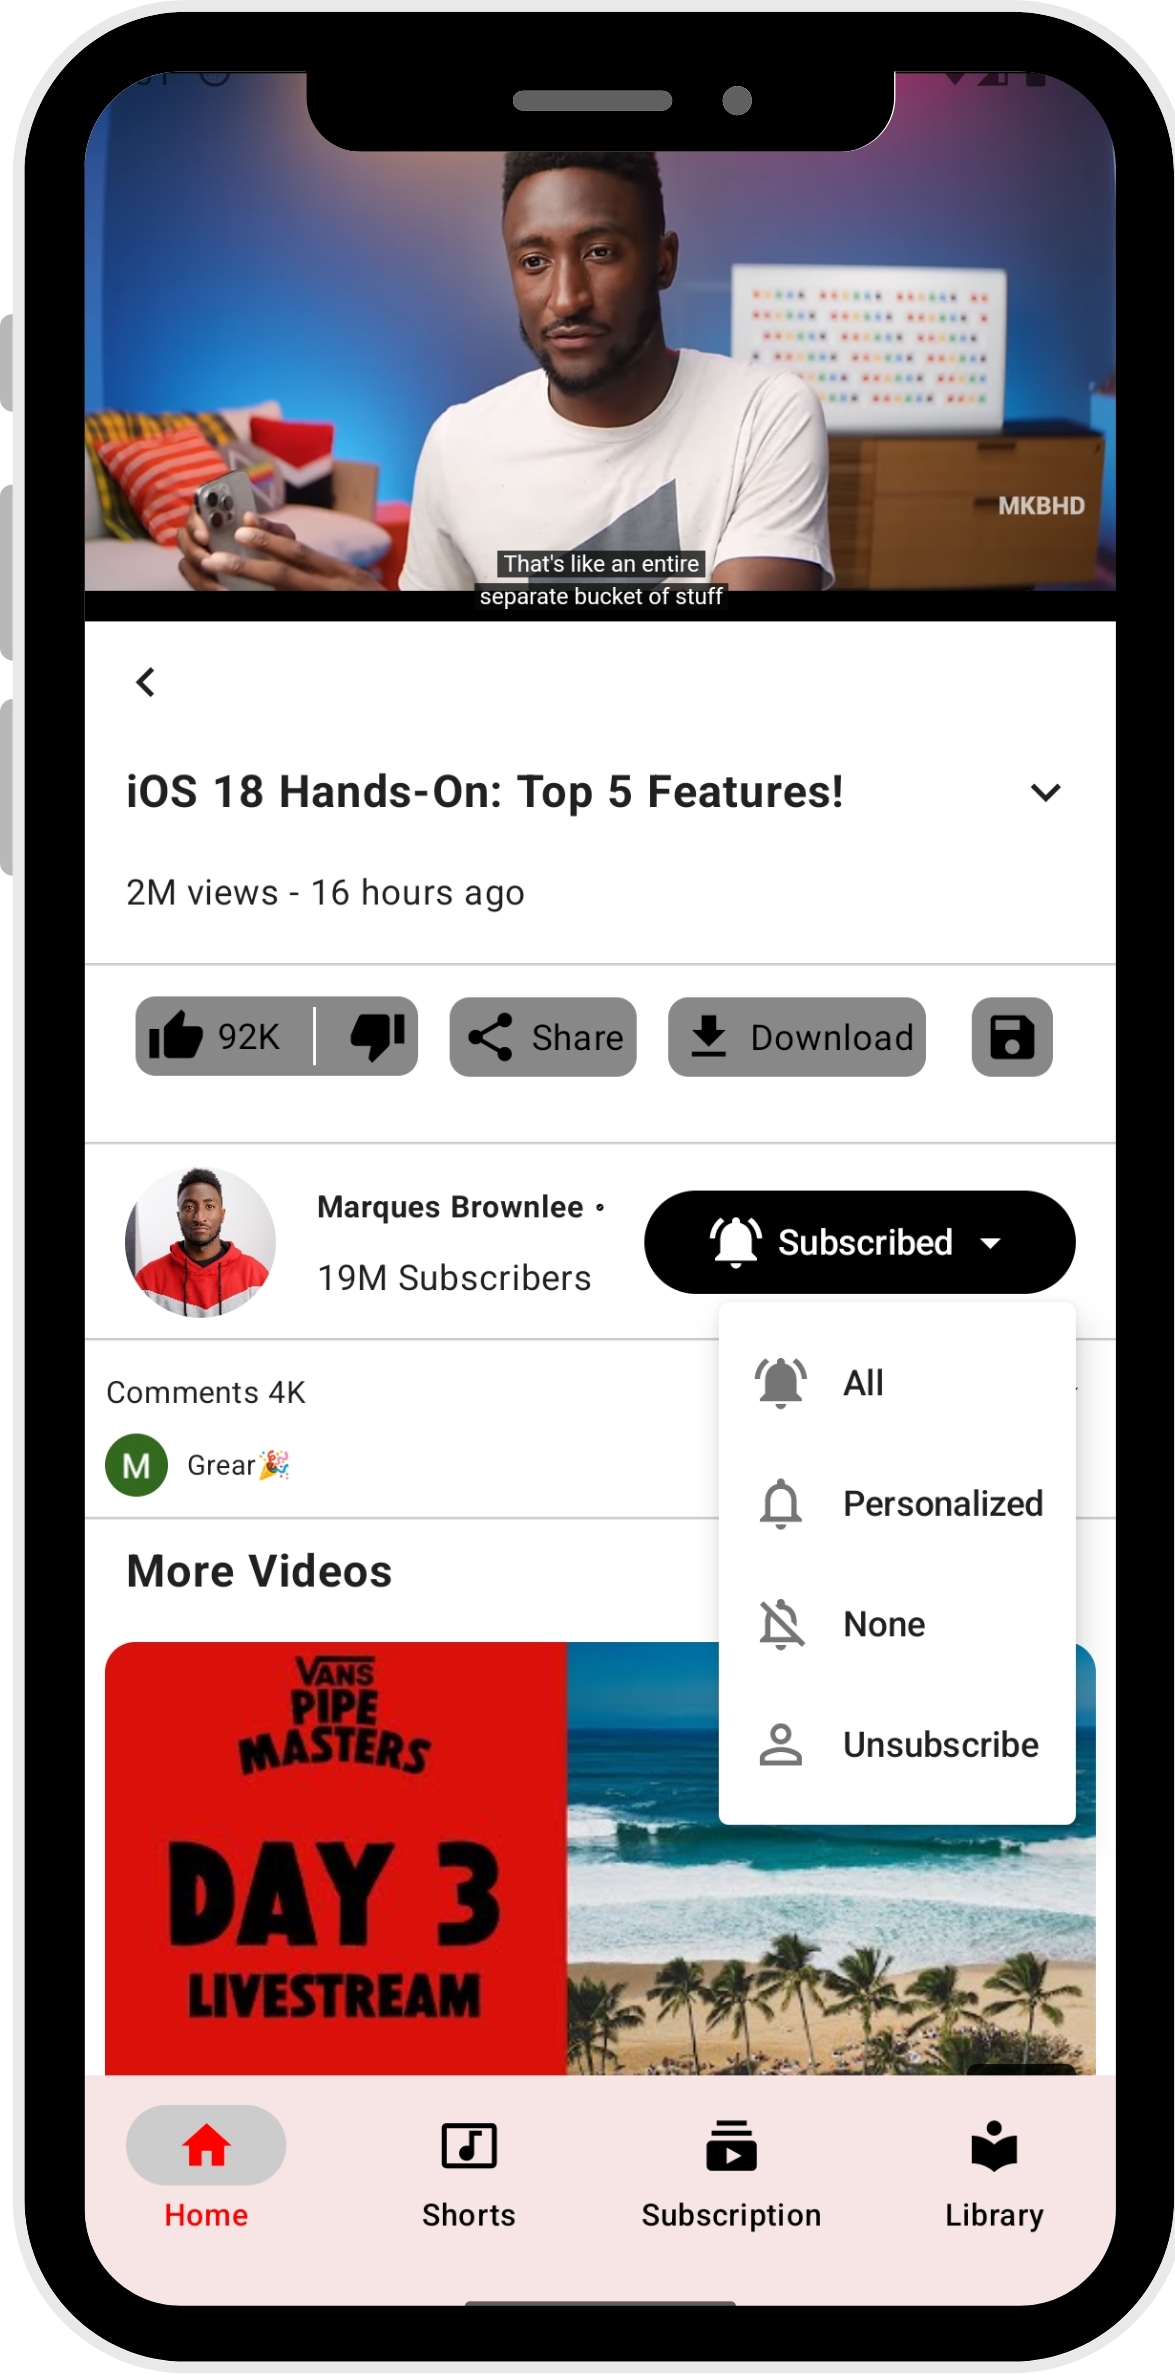 MKBHD
That's like an entire
separate bucket of stuff
iOS 18 Hands-On: Top 5 Features!
2M views - 16 hours ago
92K
Share
Download
Marques Brownlee
Subscribed
19M Subscribers
All
Comments 4K
M
Grear🎉
Personalized
More Videos
None
Unsubscribe
VANS
PIPE
MASTERS
DAY 3
LIVESTREAM
Home
Shorts
Subscription
Library